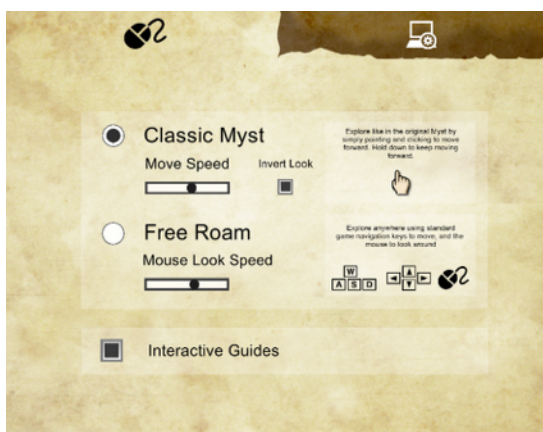 Classic Myst
Move Speed
Invert Look
Explore like in the original Myst by
simply pointing and clicking to move
forward. Hold down to keep moving
forward.
Free Roam
Mouse Look Speed
Explore anywhere using standard
game navigation keys to move, and the
mouse to look around
W
A S D
Interactive Guides